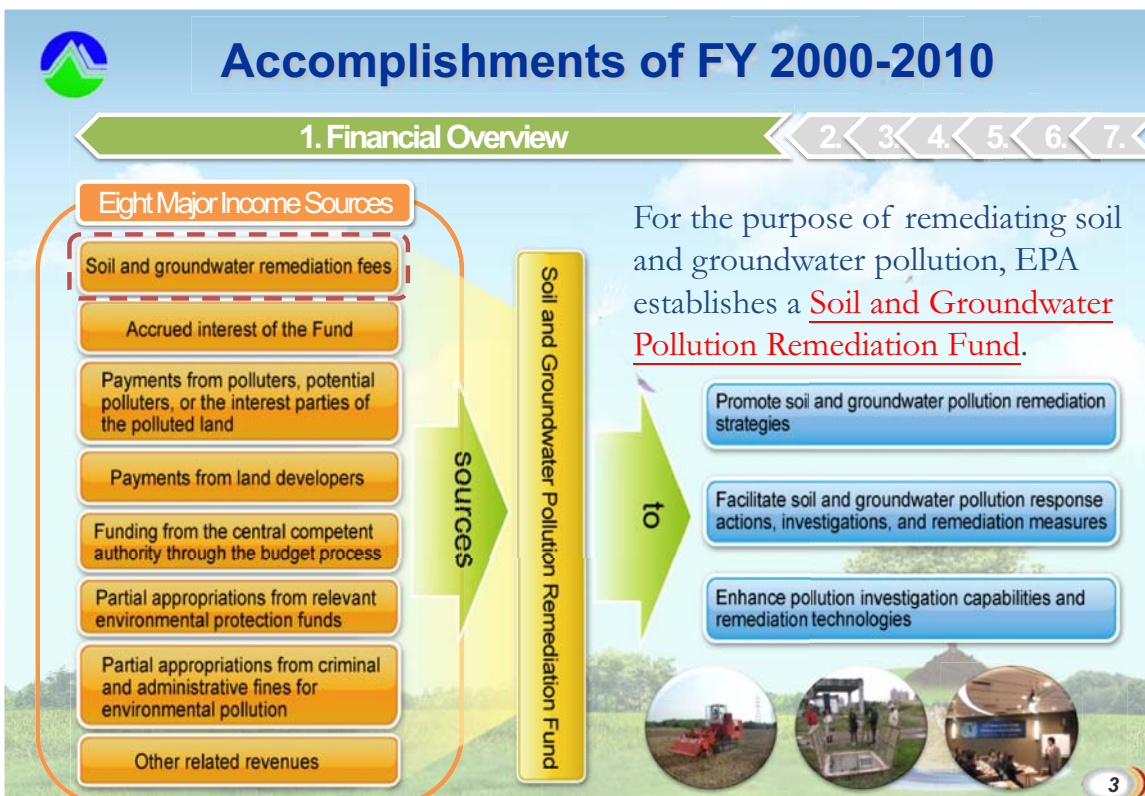 Accomplishments of FY 2000-2010
1. Financial Overview
2.
3.
4.
5.
6.
7.
Eight Major Income Sources
Soil and groundwater remediation fees
Accrued interest of the Fund
Payments from polluters, potential
polluters, or the interest parties of
the polluted land
Payments from land developers
Funding from the central competent
authority through the budget process
Partial appropriations from relevant
environmental protection funds
Partial appropriations from criminal
and administrative fines for
environmental pollution
Other related revenues
sources
Soil and Groundwater Pollution Remediation Fund
to
For the purpose of remediating soil
and groundwater pollution, EPA
establishes a Soil and Groundwater
Pollution Remediation Fund.
Promote soil and groundwater pollution remediation
strategies
Facilitate soil and groundwater pollution response
actions, investigations, and remediation measures
Enhance pollution investigation capabilities and
remediation technologies
3